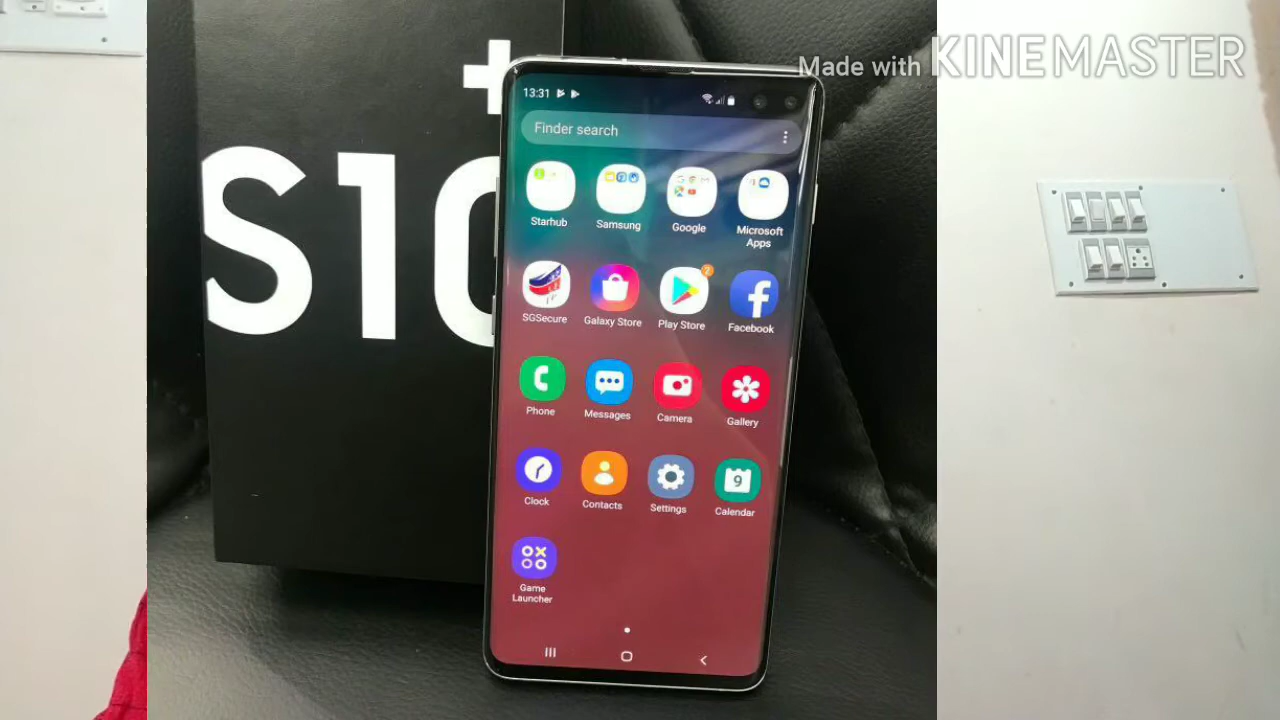 Made with KINEMASTER
+
S10
13:31
Finder search
Starhub
Samsung
Google
Microsoft
Apps
SGSecure
Galaxy Store
Play Store
2
Facebook
Phone
Messages
Camera
Gallery
Clock
Contacts
Settings
9
Calendar
Game
Launcher